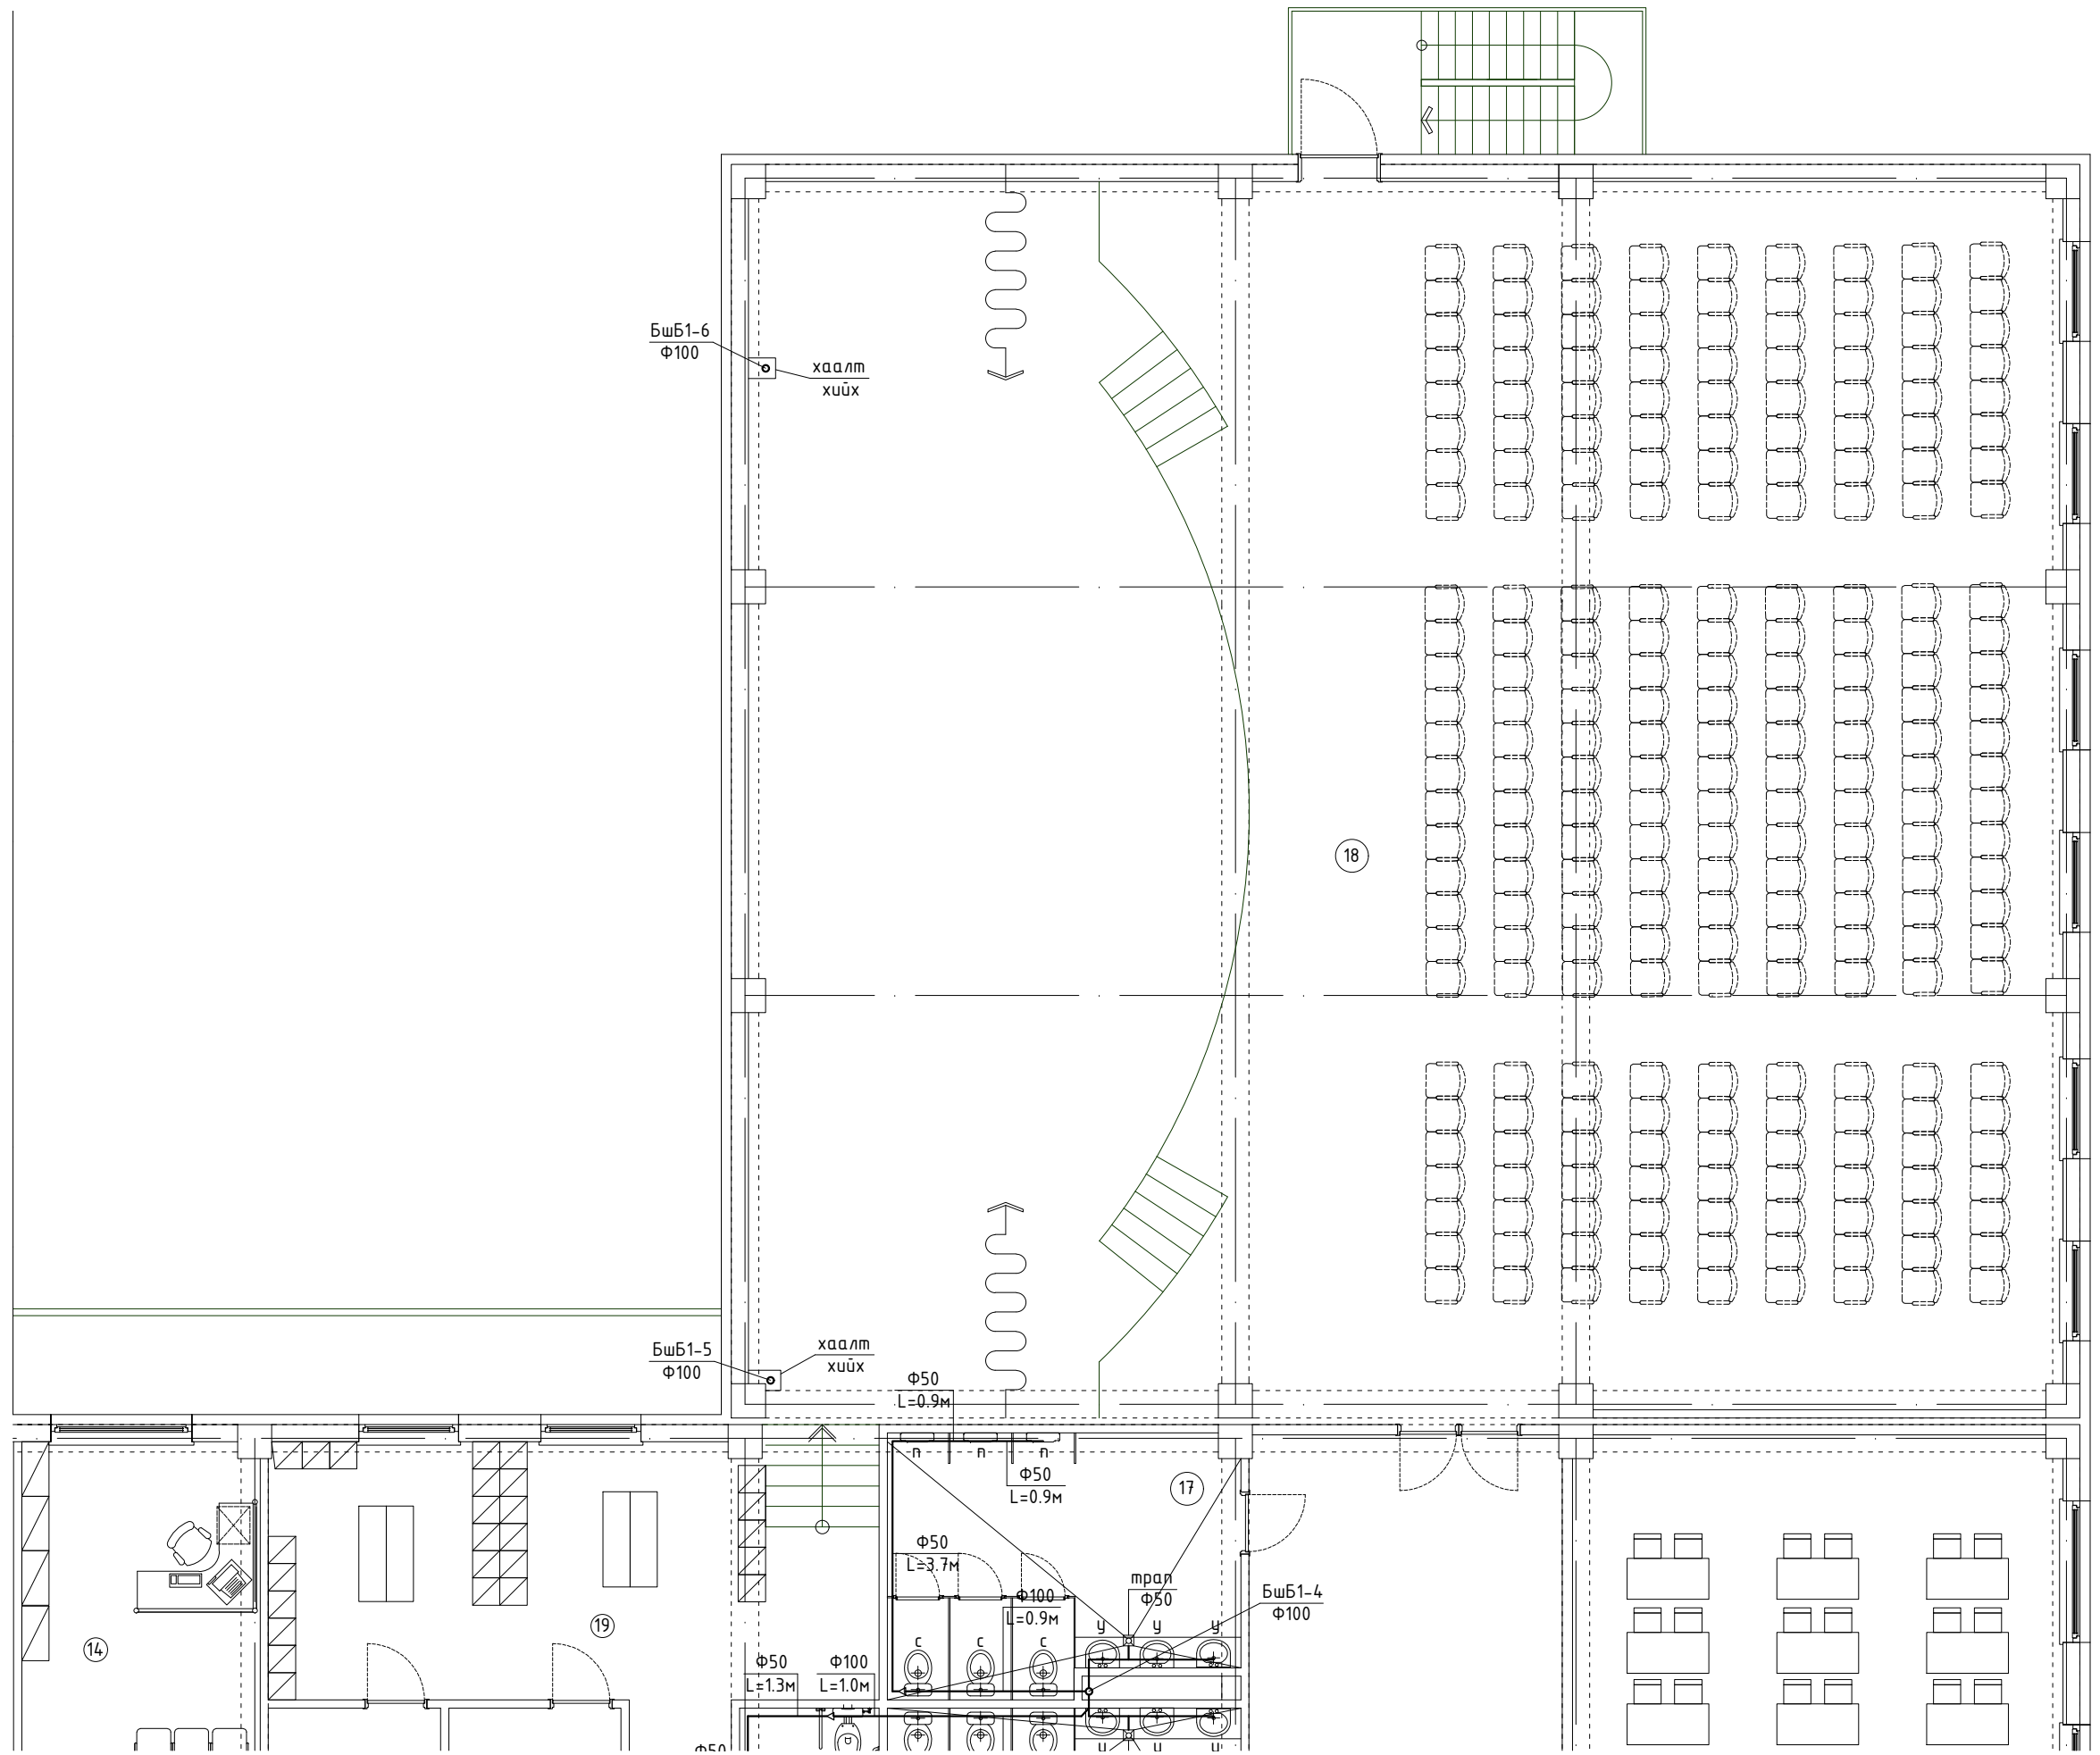 БшБ1-6
Ф100
хаалт
хийх
18
БшБ1-5
Ф100
хаалт
хийх
Ф50
L=0.9м
п
п
п
Ф50
L=0.9м
17
Ф50
L=3.7м
Ф100
L=0.9м
трап
Ф50
БшБ1-4
Ф100
19
14
с
с
с
у
у
у
Ф50
L=1.3м
Ф100
L=1.0м
Ф50
у
у
у